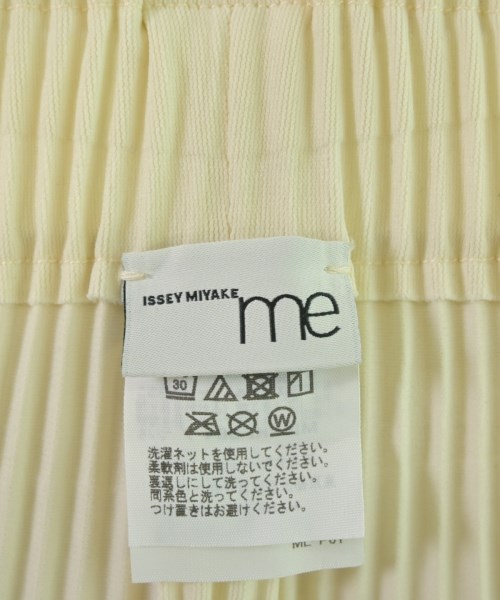 ISSEY MIYAKE me
30
W
洗濯ネットを使用してください。
柔軟剤は使用しないでください。
裏返しにして洗ってください。
同系色と洗ってください。
つけ置きはお避けください。